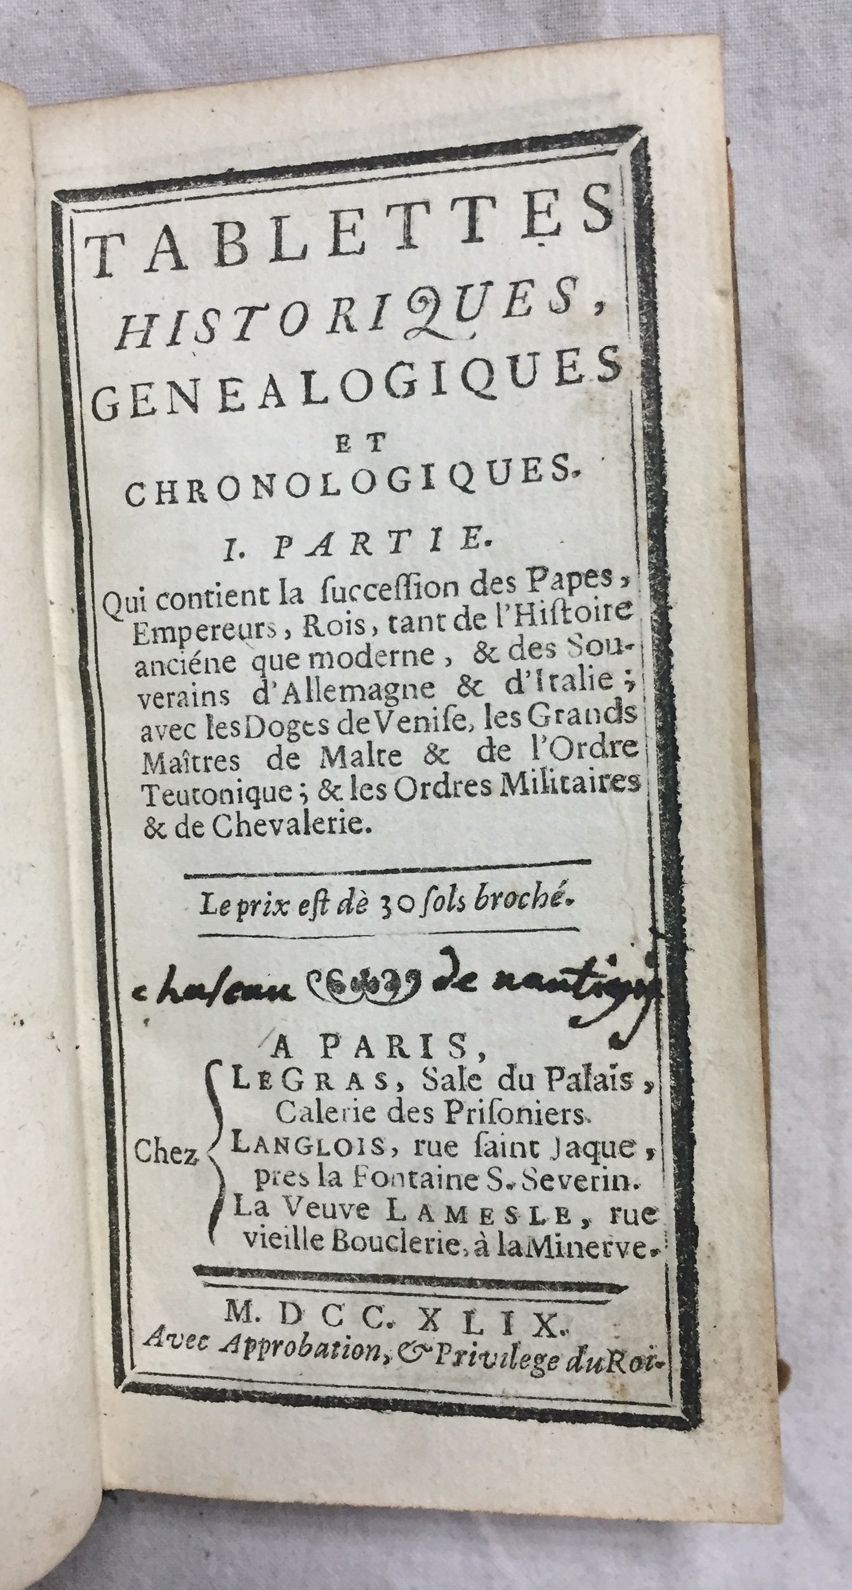 TABLETTES
HISTORIQUES,
GENEALOGIQUES
ET
CHRONOLOGIQUES.
I. PARTIE.
Qui contient la ſucceſſion des Papes,
Empereurs, Rois, tant de l'Hiſtoire
anciéne que moderne, & des Sou-
verains d'Allemagne & d'Italie;
avec les Doges de Veniſe, les Grands
Maîtres de Malte & de l'Ordre
Teutonique; & les Ordres Militaires
& de Chevalerie.
Le prix eſt dè 30 ſols broché.
chaſeau de nantigni
A PARIS,
LEGRAS, Sale du Palais,
Galerie des Priſoniers.
Chez LANGLOIS, rue ſaint Jaque,
pres la Fontaine S. Severin.
La Veuve LAMESLE, rue
vieille Bouclerie, à la Minerve.
M. DCC. XLIX.
Avec Approbation, & Privilege du Roi.